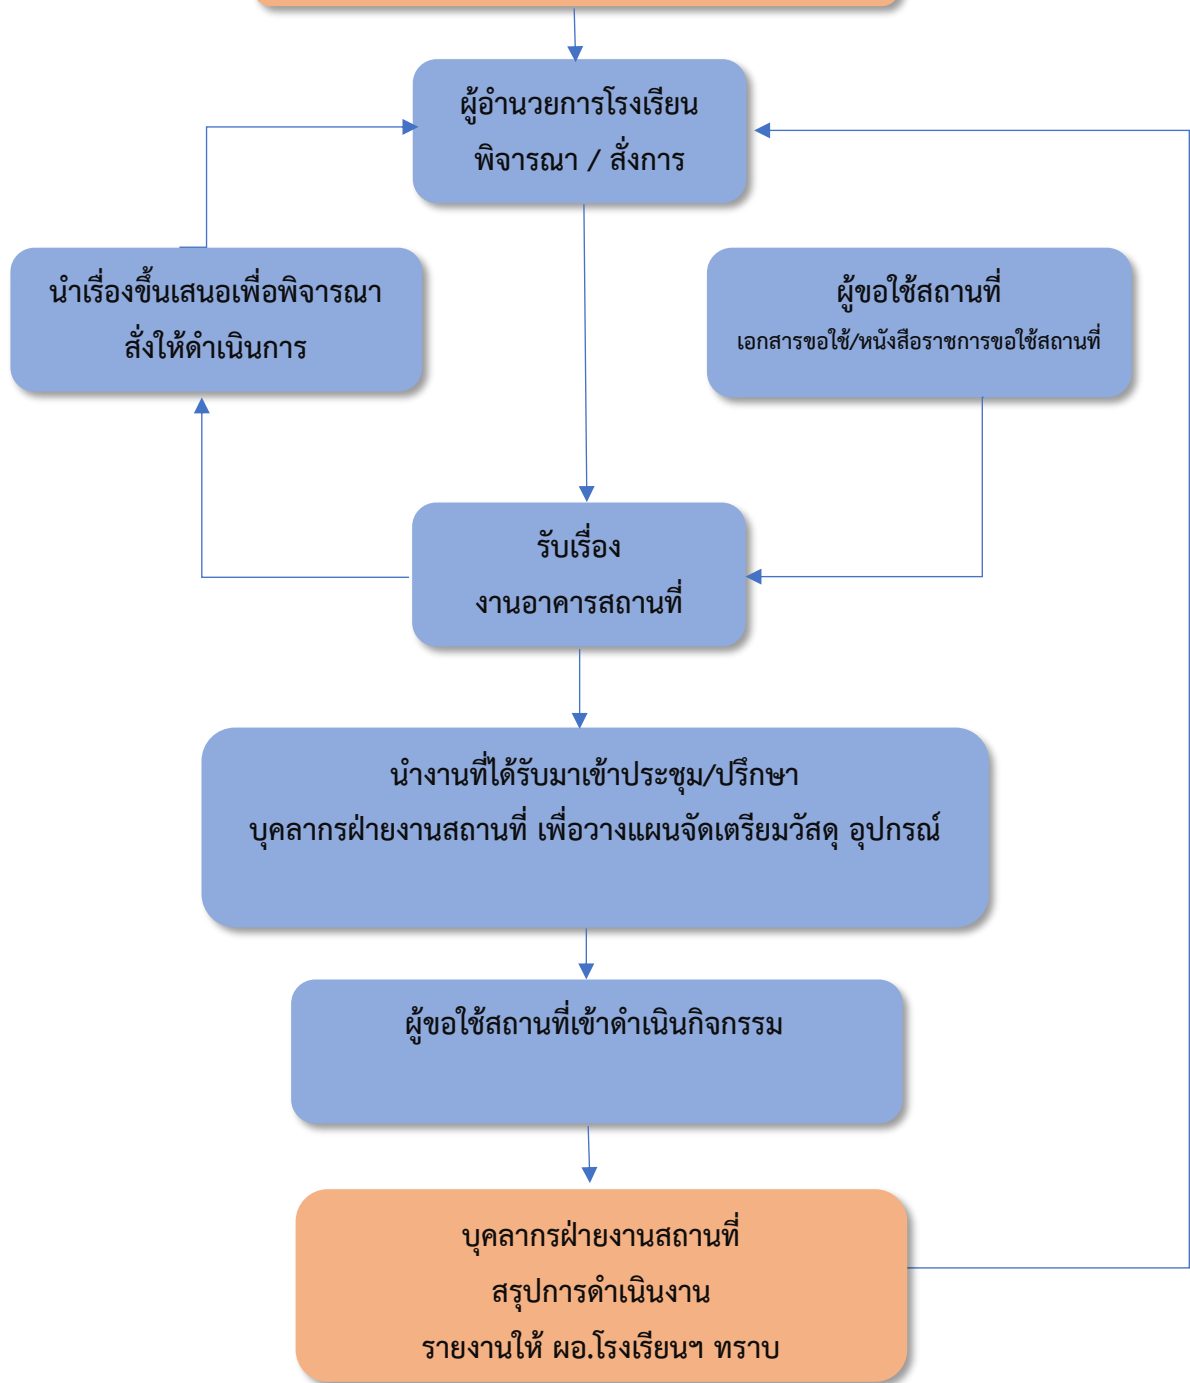 ผู้อำนวยการโรงเรียน
พิจารณา / สั่งการ
นำเรื่องขึ้นเสนอเพื่อพิจารณา
สั่งให้ดำเนินการ
ผู้ขอใช้สถานที่
เอกสารขอใช้/หนังสือราชการขอใช้สถานที่
รับเรื่อง
งานอาคารสถานที่
นำงานที่ได้รับมาเข้าประชุม/ปรึกษา
บุคลากรฝ่ายงานสถานที่ เพื่อวางแผนจัดเตรียมวัสดุ อุปกรณ์
ผู้ขอใช้สถานที่เข้าดำเนินกิจกรรม
บุคลากรฝ่ายงานสถานที่
สรุปการดำเนินงาน
รายงานให้ ผอ.โรงเรียนฯ ทราบ